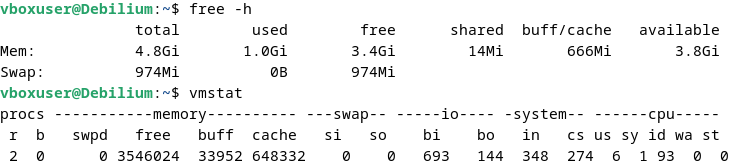 vboxuser@Debilium:~$ free -h
               total        used        free      shared  buff/cache   available
Mem:           4.8Gi       1.0Gi       3.4Gi        14Mi       666Mi       3.8Gi
Swap:          974Mi          0B       974Mi
vboxuser@Debilium:~$ vmstat
procs -----------memory---------- ---swap-- -----io---- -system-- ------cpu-----
 r  b   swpd   free   buff  cache   si   so    bi    bo   in   cs us sy id wa st
 2  0      0 3546024  33952 648332    0    0   693   144  348  274  6  1 93  0  0